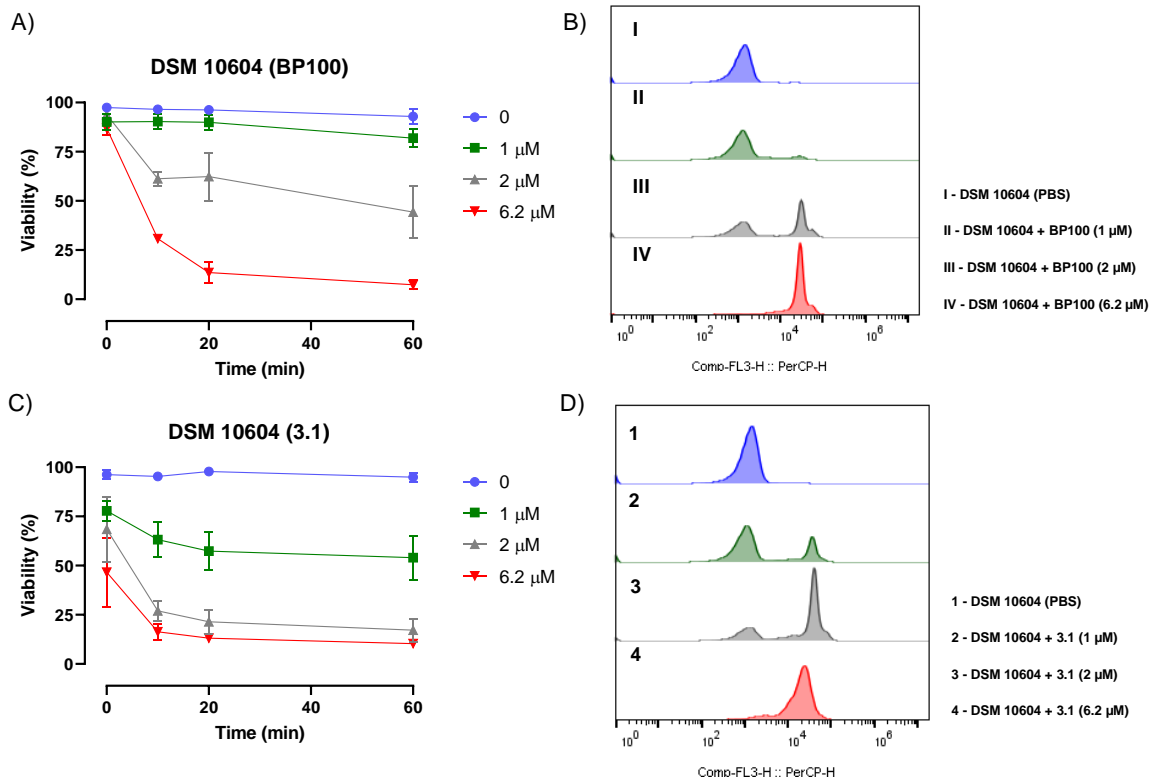 A)
DSM 10604 (BP100)
Viability (%)
100
75
50
25
0
0
20
40
60
Time (min)
0
1 μM
2 μM
6.2 μM
B)
I
II
III
IV
10^0
10^2
10^4
10^6
Comp-FL3-H :: PerCP-H
I - DSM 10604 (PBS)
II - DSM 10604 + BP100 (1 μM)
III - DSM 10604 + BP100 (2 μM)
IV - DSM 10604 + BP100 (6.2 μM)
C)
DSM 10604 (3.1)
Viability (%)
100
75
50
25
0
0
20
40
60
Time (min)
0
1 μM
2 μM
6.2 μM
D)
1
2
3
4
10^0
10^2
10^4
10^6
Comp-FL3-H :: PerCP-H
1 - DSM 10604 (PBS)
2 - DSM 10604 + 3.1 (1 μM)
3 - DSM 10604 + 3.1 (2 μM)
4 - DSM 10604 + 3.1 (6.2 μM)